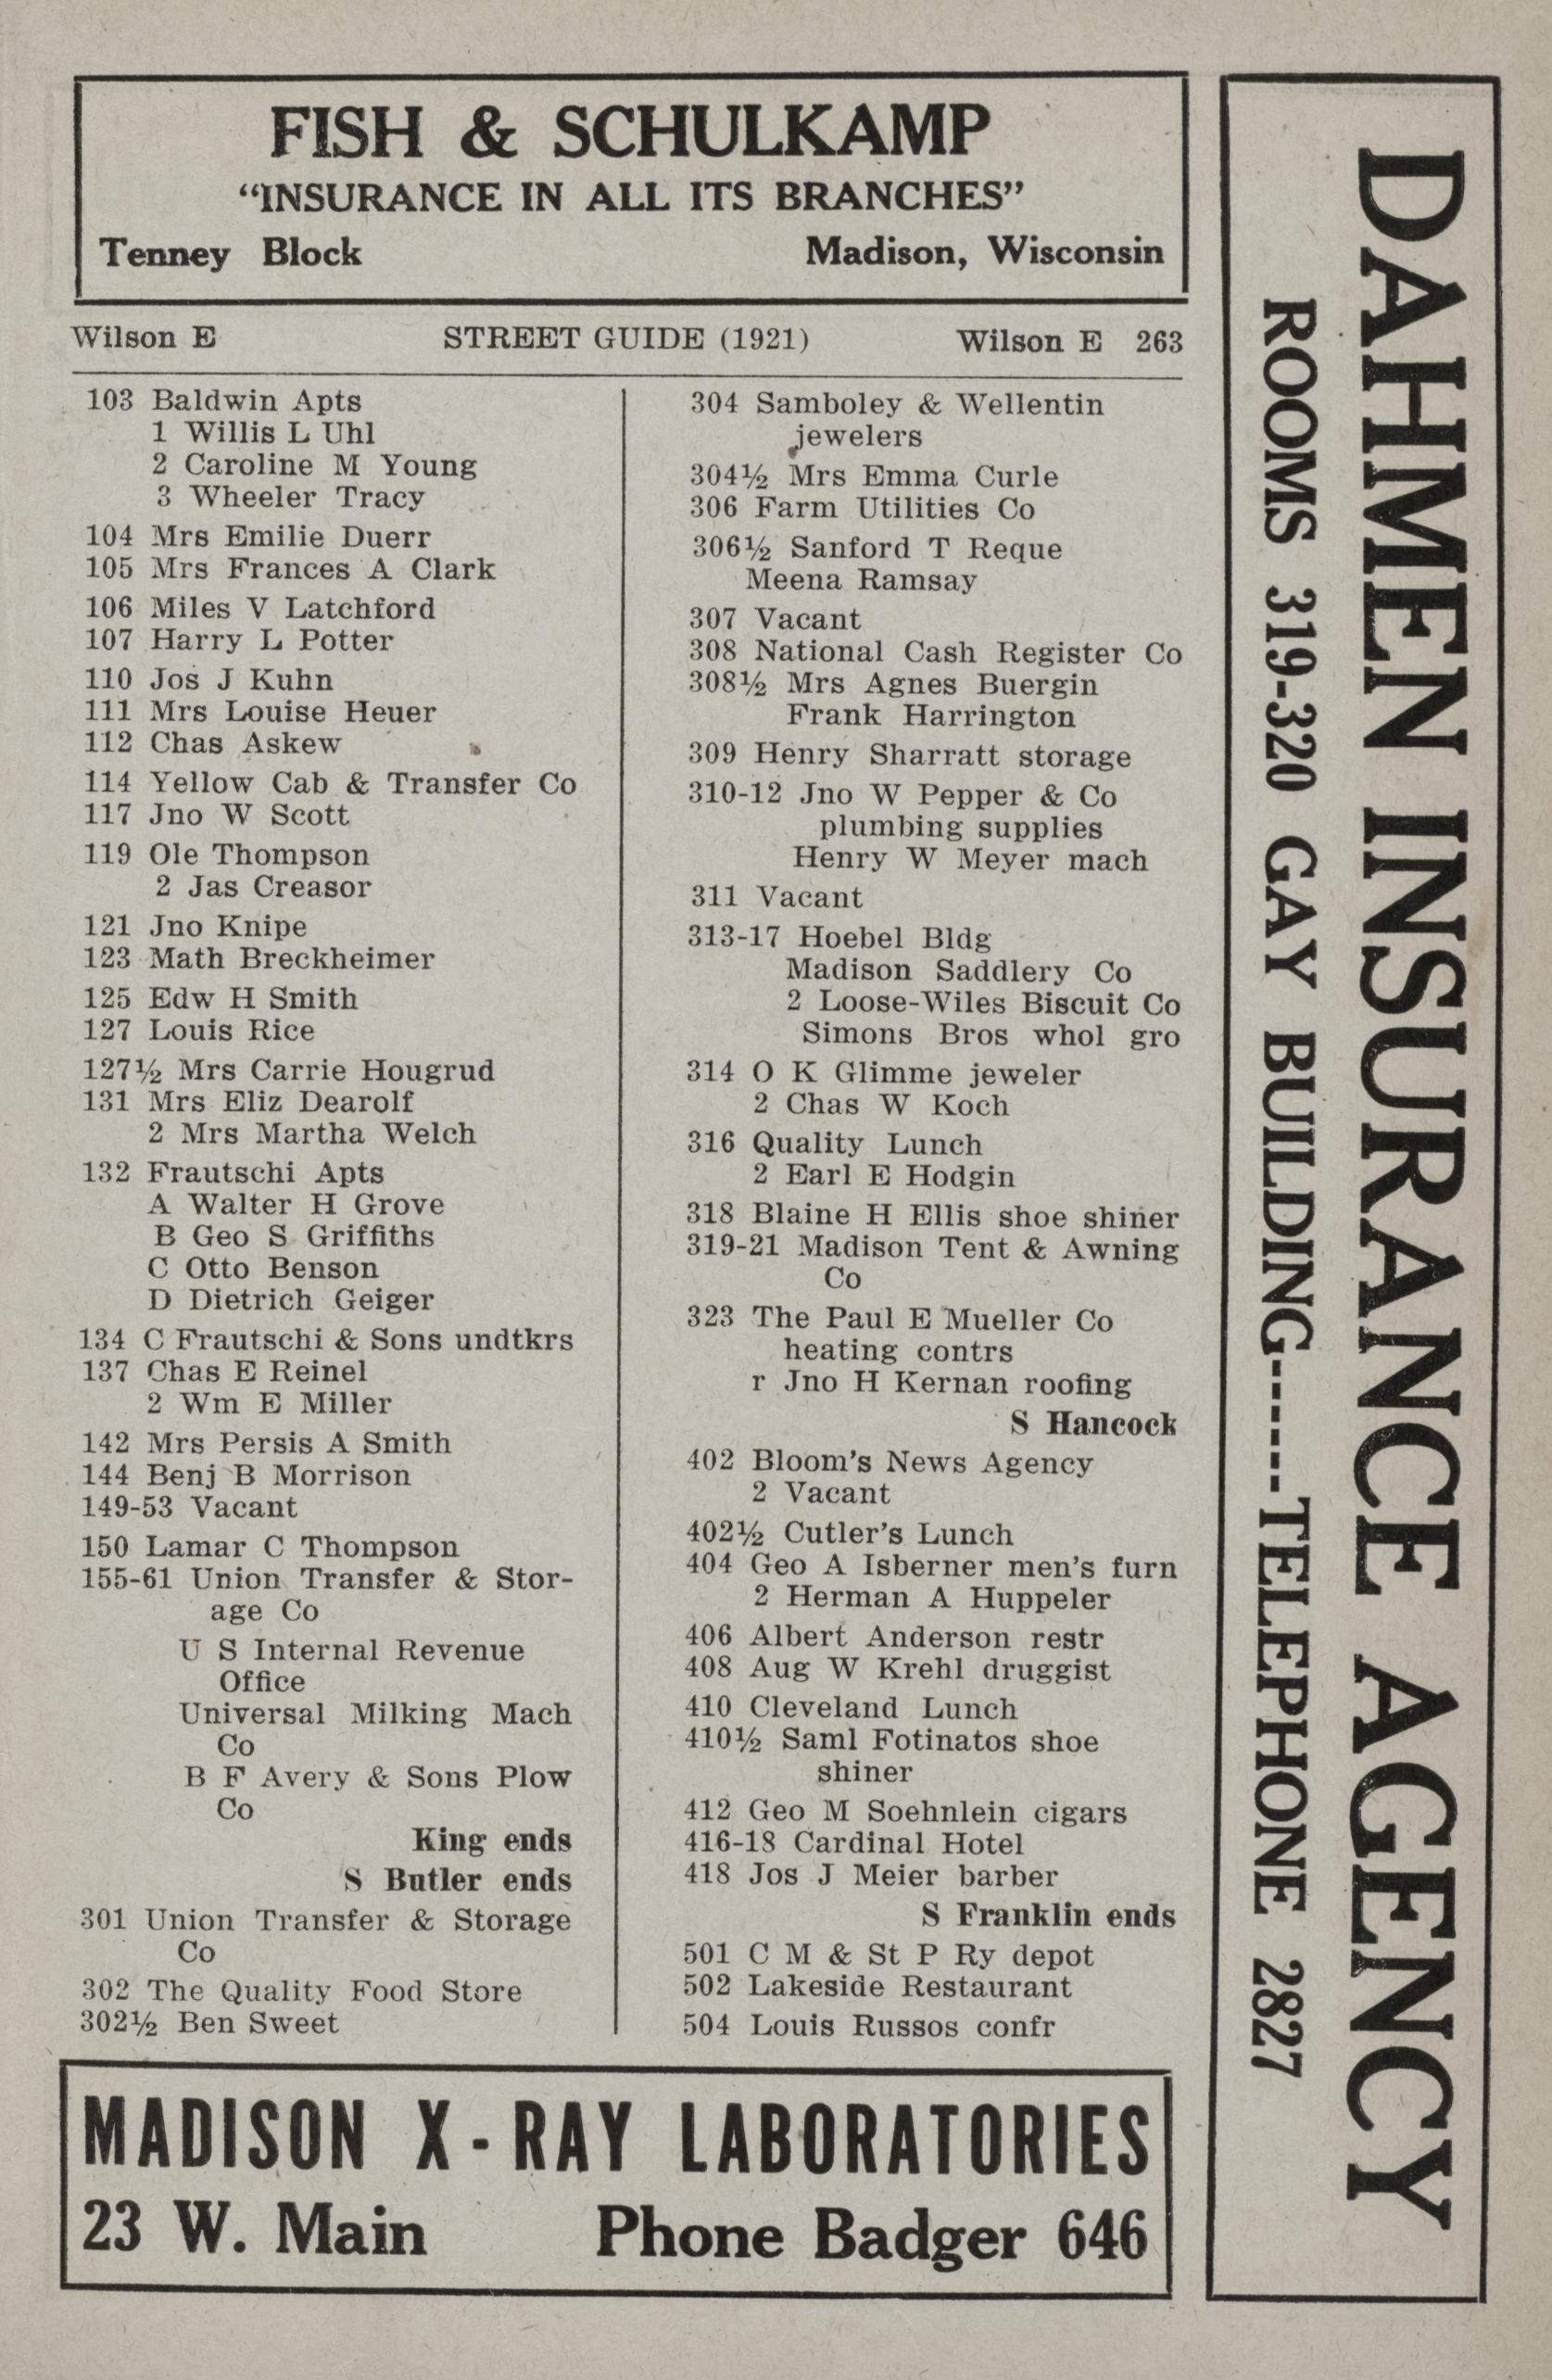 FISH & SCHULKAMP
“INSURANCE IN ALL ITS BRANCHES”
Tenney Block Madison, Wisconsin
Wilson E STREET GUIDE (1921) Wilson E 263
103 Baldwin Apts
1 Willis L Uhl
2 Caroline M Young
3 Wheeler Tracy
104 Mrs Emilie Duerr
105 Mrs Frances A Clark
106 Miles V Latchford
107 Harry L Potter
110 Jos J Kuhn
111 Mrs Louise Heuer
112 Chas Askew
114 Yellow Cab & Transfer Co
117 Jno W Scott
119 Ole Thompson
2 Jas Creasor
121 Jno Knipe
123 Math Breckheimer
125 Edw H Smith
127 Louis Rice
127½ Mrs Carrie Hougrud
131 Mrs Eliz Dearolf
2 Mrs Martha Welch
132 Frautschi Apts
A Walter H Grove
B Geo S Griffiths
C Otto Benson
D Dietrich Geiger
134 C Frautschi & Sons undtkrs
137 Chas E Reinel
2 Wm E Miller
142 Mrs Persis A Smith
144 Benj B Morrison
149-53 Vacant
150 Lamar C Thompson
155-61 Union Transfer & Stor-
age Co
U S Internal Revenue
Office
Universal Milking Mach
Co
B F Avery & Sons Plow
Co
King ends
S Butler ends
301 Union Transfer & Storage
Co
302 The Quality Food Store
302½ Ben Sweet
304 Samboley & Wellentin
jewelers
304½ Mrs Emma Curle
306 Farm Utilities Co
306½ Sanford T Reque
Meena Ramsay
307 Vacant
308 National Cash Register Co
308½ Mrs Agnes Buergin
Frank Harrington
309 Henry Sharratt storage
310-12 Jno W Pepper & Co
plumbing supplies
Henry W Meyer mach
311 Vacant
313-17 Hoebel Bldg
Madison Saddlery Co
2 Loose-Wiles Biscuit Co
Simons Bros whol gro
314 O K Glimme jeweler
2 Chas W Koch
316 Quality Lunch
2 Earl E Hodgin
318 Blaine H Ellis shoe shiner
319-21 Madison Tent & Awning
Co
323 The Paul E Mueller Co
heating contrs
r Jno H Kernan roofing
S Hancock
402 Bloom's News Agency
2 Vacant
402½ Cutler's Lunch
404 Geo A Isberner men's furn
2 Herman A Huppeler
406 Albert Anderson restr
408 Aug W Krehl druggist
410 Cleveland Lunch
410½ Saml Fotinatos shoe
shiner
412 Geo M Soehnlein cigars
416-18 Cardinal Hotel
418 Jos J Meier barber
S Franklin ends
501 C M & St P Ry depot
502 Lakeside Restaurant
504 Louis Russos confr
MADISON X-RAY LABORATORIES
23 W. Main Phone Badger 646
DAHMEN INSURANCE AGENCY
ROOMS 319-320 GAY BUILDING------TELEPHONE 2827